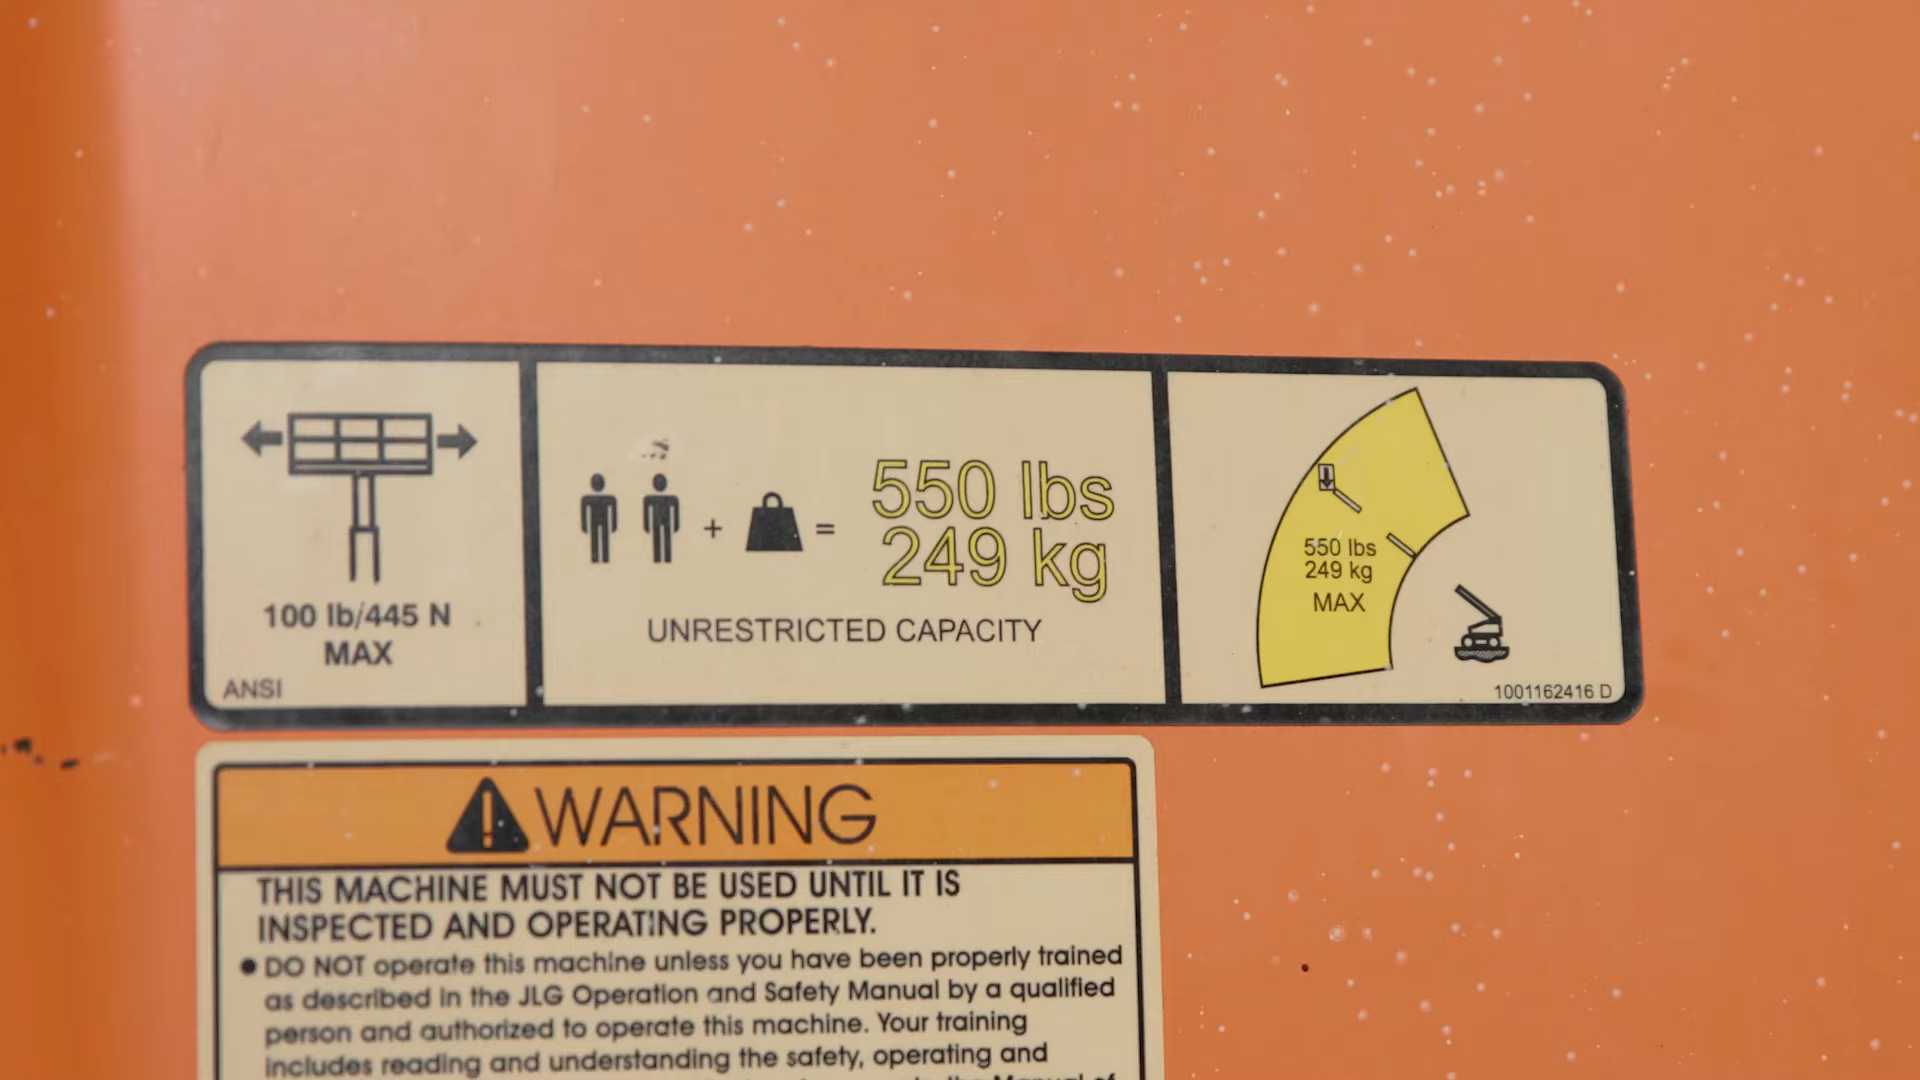 100 lb/445 N
MAX
ANSI
+ =
550 lbs
249 kg
UNRESTRICTED CAPACITY
550 lbs
249 kg
MAX
1001162416 D
WARNING
THIS MACHINE MUST NOT BE USED UNTIL IT IS
INSPECTED AND OPERATING PROPERLY.
● DO NOT operate this machine unless you have been properly trained
as described in the JLG Operation and Safety Manual by a qualified
person and authorized to operate this machine. Your training
includes reading and understanding the safety, operating and
the Manual of